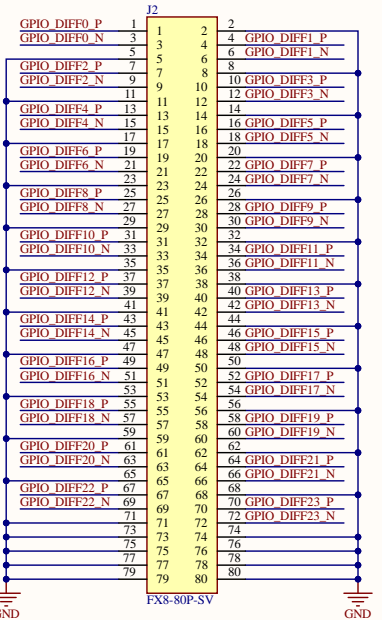 J2
GPIO_DIFF0_P 1 1 2 2
GPIO_DIFF0_N 3 3 4 4 GPIO_DIFF1_P
5 5 6 6 GPIO_DIFF1_N
GPIO_DIFF2_P 7 7 8 8
GPIO_DIFF2_N 9 9 10 10 GPIO_DIFF3_P
11 11 12 12 GPIO_DIFF3_N
GPIO_DIFF4_P 13 13 14 14
GPIO_DIFF4_N 15 15 16 16 GPIO_DIFF5_P
17 17 18 18 GPIO_DIFF5_N
GPIO_DIFF6_P 19 19 20 20
GPIO_DIFF6_N 21 21 22 22 GPIO_DIFF7_P
23 23 24 24 GPIO_DIFF7_N
GPIO_DIFF8_P 25 25 26 26
GPIO_DIFF8_N 27 27 28 28 GPIO_DIFF9_P
29 29 30 30 GPIO_DIFF9_N
GPIO_DIFF10_P 31 31 32 32
GPIO_DIFF10_N 33 33 34 34 GPIO_DIFF11_P
35 35 36 36 GPIO_DIFF11_N
GPIO_DIFF12_P 37 37 38 38
GPIO_DIFF12_N 39 39 40 40 GPIO_DIFF13_P
41 41 42 42 GPIO_DIFF13_N
GPIO_DIFF14_P 43 43 44 44
GPIO_DIFF14_N 45 45 46 46 GPIO_DIFF15_P
47 47 48 48 GPIO_DIFF15_N
GPIO_DIFF16_P 49 49 50 50
GPIO_DIFF16_N 51 51 52 52 GPIO_DIFF17_P
53 53 54 54 GPIO_DIFF17_N
GPIO_DIFF18_P 55 55 56 56
GPIO_DIFF18_N 57 57 58 58 GPIO_DIFF19_P
59 59 60 60 GPIO_DIFF19_N
GPIO_DIFF20_P 61 61 62 62
GPIO_DIFF20_N 63 63 64 64 GPIO_DIFF21_P
65 65 66 66 GPIO_DIFF21_N
GPIO_DIFF22_P 67 67 68 68
GPIO_DIFF22_N 69 69 70 70 GPIO_DIFF23_P
71 71 72 72 GPIO_DIFF23_N
73 73 74 74
75 75 76 76
77 77 78 78
79 79 80 80
FX8-80P-SV
GND GND